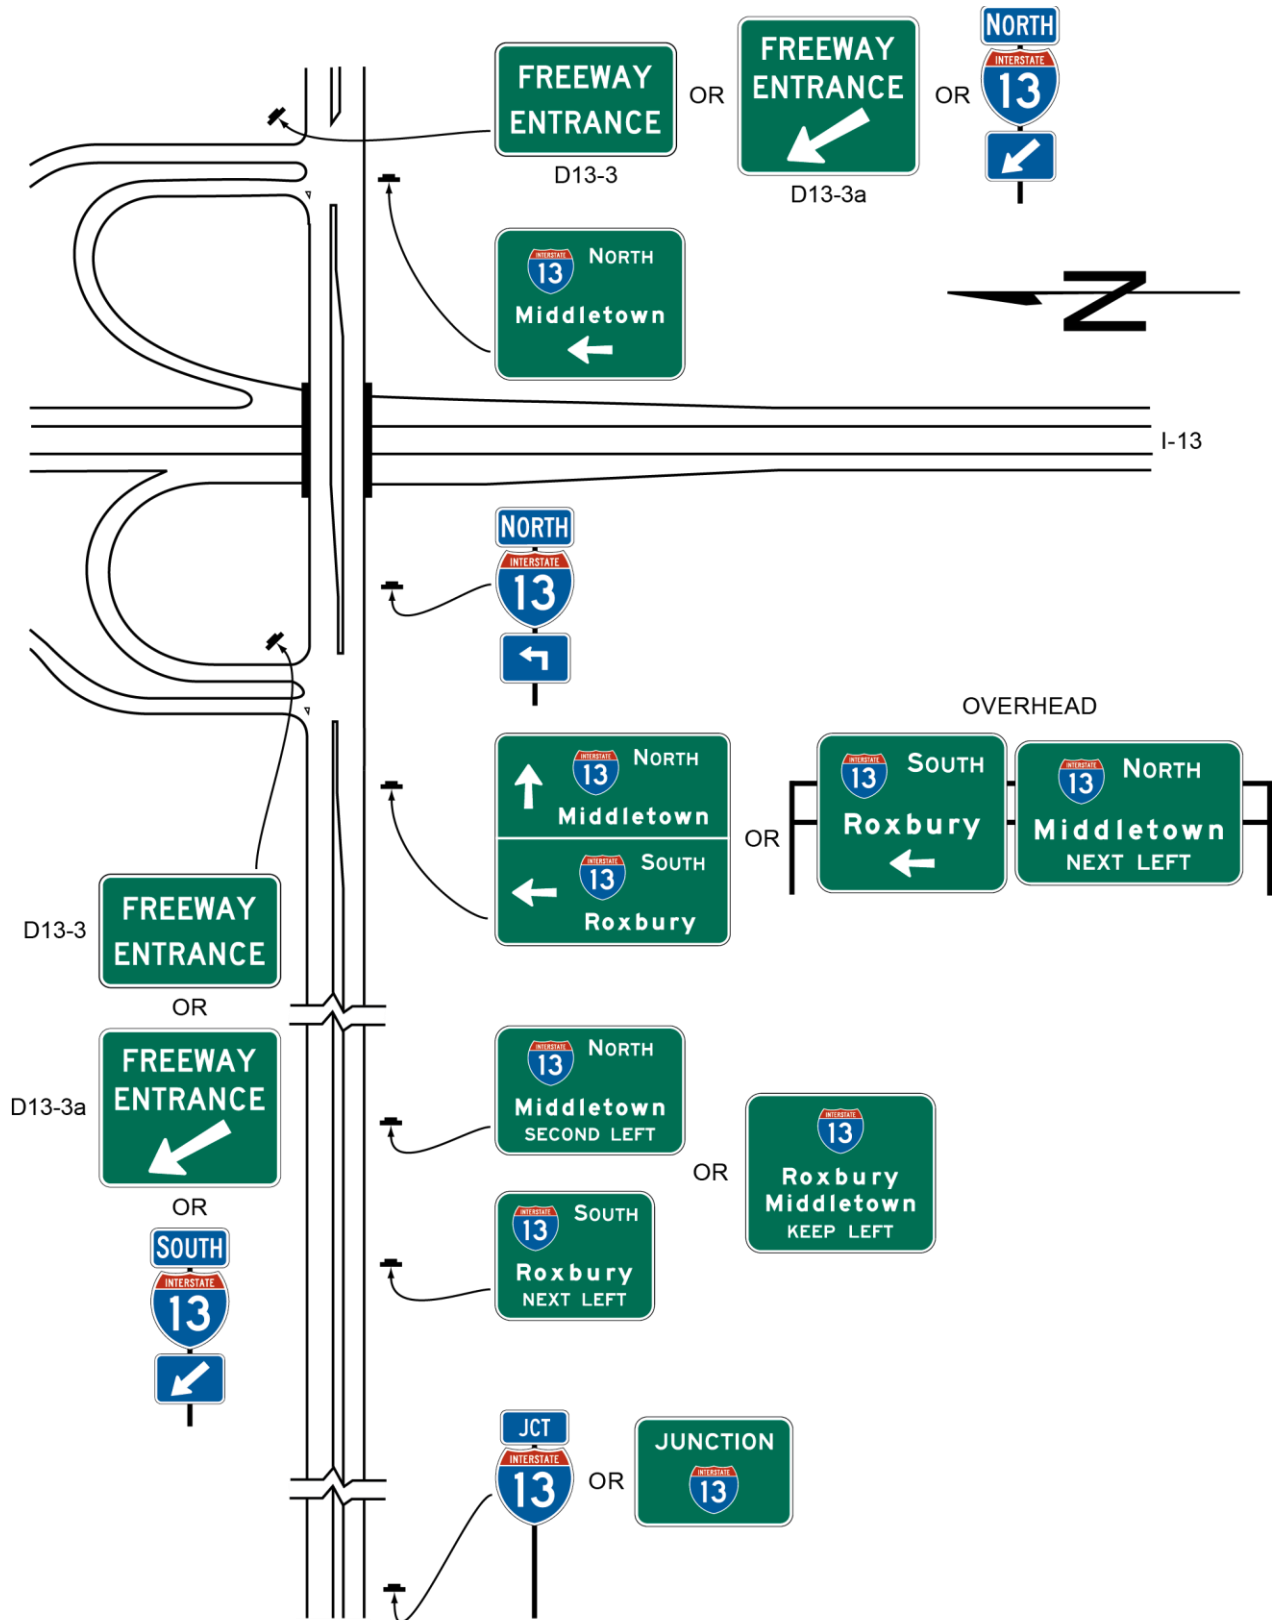 NORTH
INTERSTATE
13
FREEWAY
ENTRANCE
D13-3
OR
FREEWAY
ENTRANCE
D13-3a
OR
INTERSTATE
13
NORTH
Middletown
N
I-13
NORTH
INTERSTATE
13
OVERHEAD
INTERSTATE
13
NORTH
Middletown
INTERSTATE
13
SOUTH
Roxbury
OR
INTERSTATE
13
SOUTH
Roxbury
INTERSTATE
13
NORTH
Middletown
NEXT LEFT
D13-3
FREEWAY
ENTRANCE
OR
D13-3a
FREEWAY
ENTRANCE
OR
SOUTH
INTERSTATE
13
INTERSTATE
13
NORTH
Middletown
SECOND LEFT
OR
INTERSTATE
13
Roxbury
Middletown
KEEP LEFT
INTERSTATE
13
SOUTH
Roxbury
NEXT LEFT
JCT
INTERSTATE
13
OR
JUNCTION
INTERSTATE
13